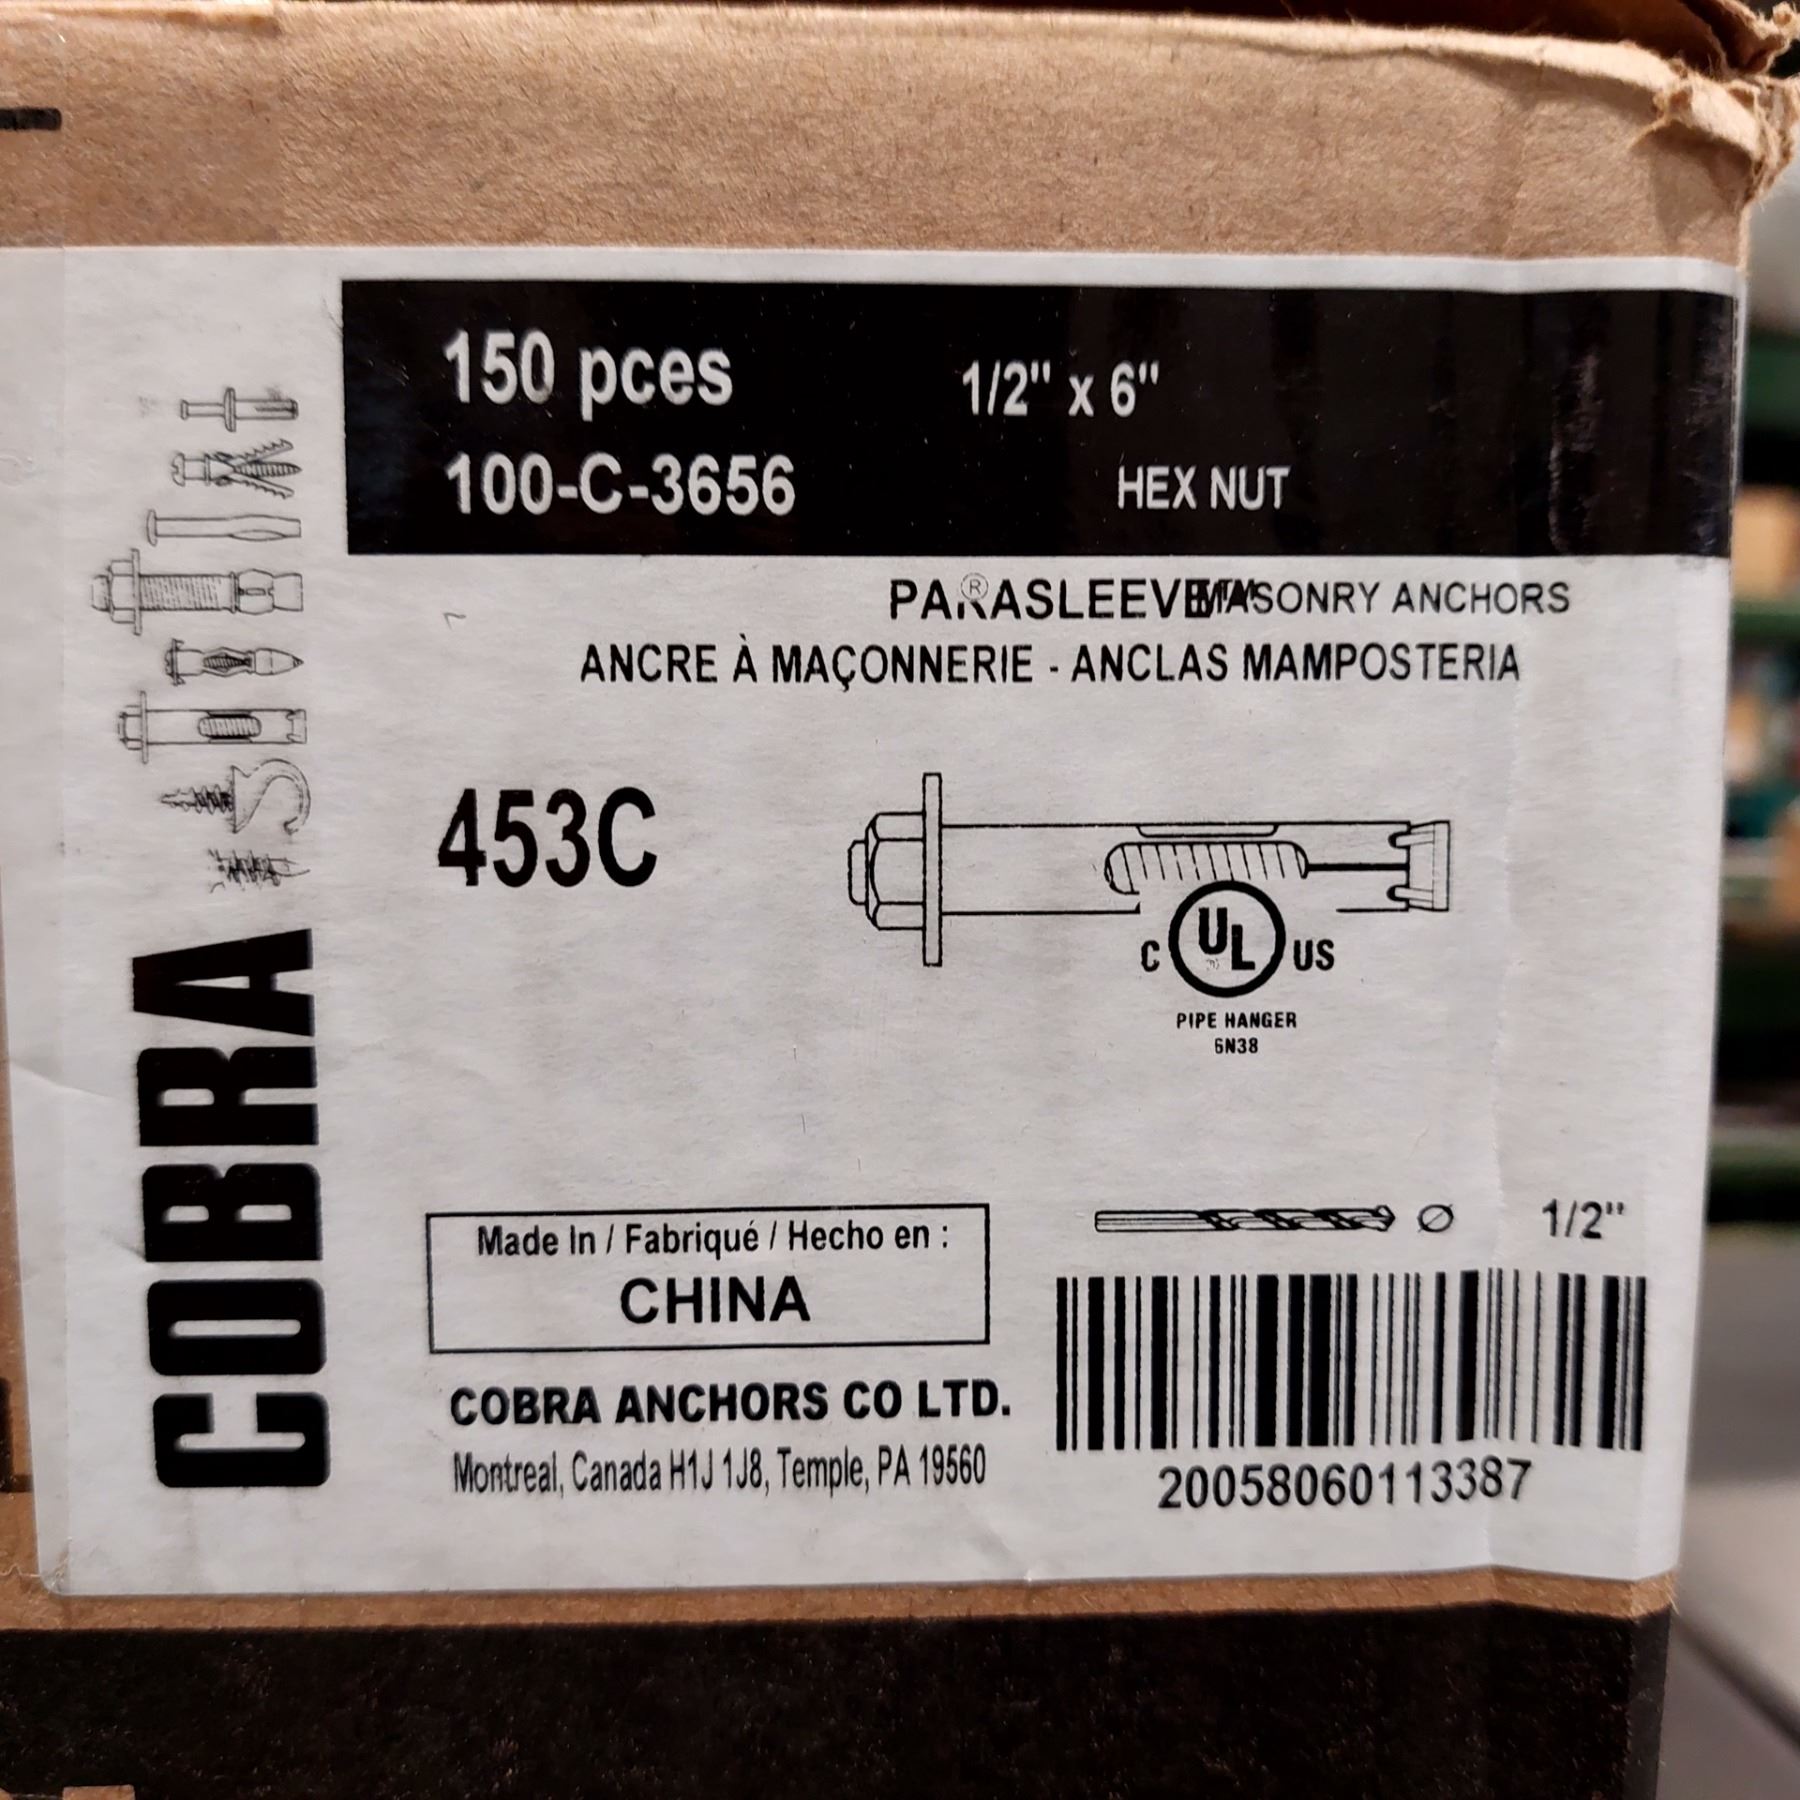 150 pces
1/2" x 6"
100-C-3656
HEX NUT
PARASLEEVE MASONRY ANCHORS
ANCRE À MAÇONNERIE - ANCLAS MAMPOSTERIA
453C
C UL US
PIPE HANGER
6N38
COBRA
Made In / Fabriqué / Hecho en :
CHINA
Ø 1/2"
COBRA ANCHORS CO LTD.
Montreal, Canada H1J 1J8, Temple, PA 19560
20058060113387